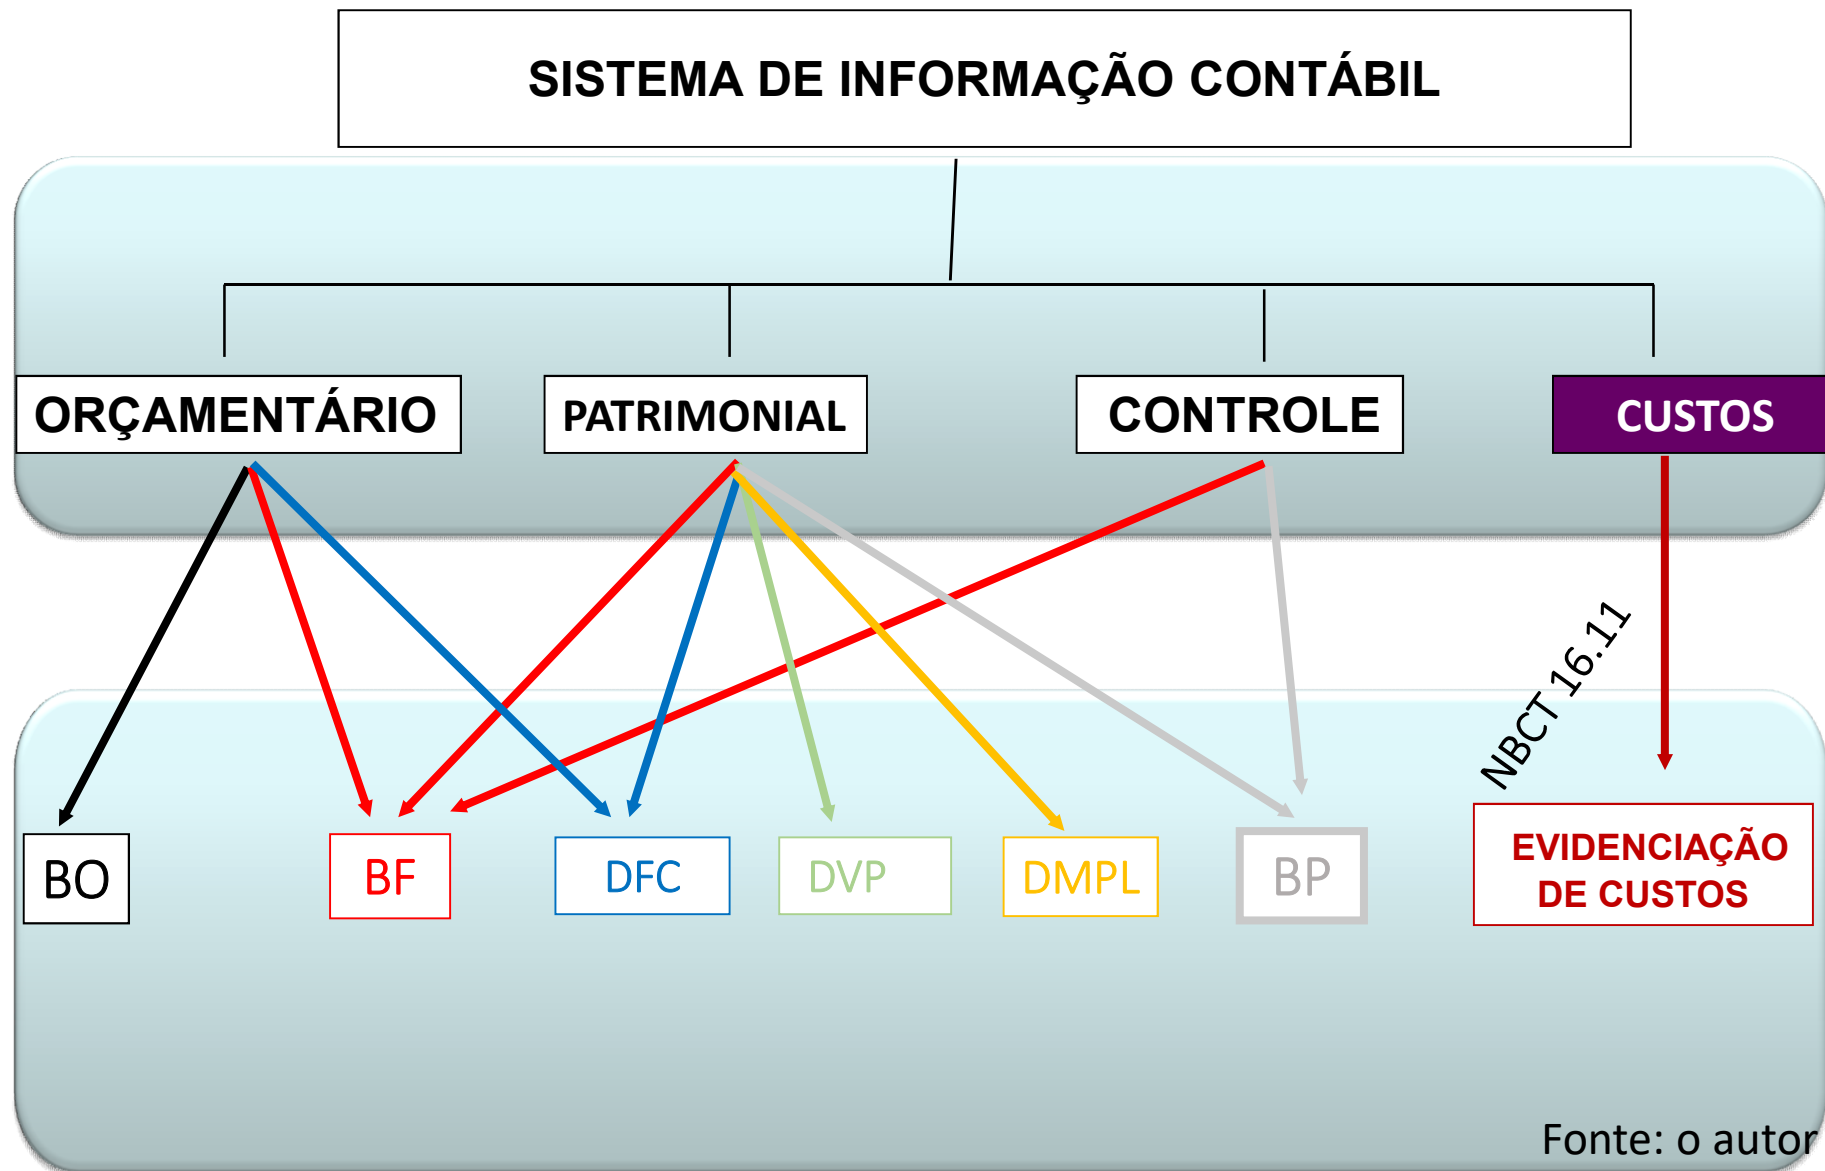 SISTEMA DE INFORMAÇÃO CONTÁBIL
ORÇAMENTÁRIO
PATRIMONIAL
CONTROLE
CUSTOS
NBCT 16.11
BO
BF
DFC
DVP
DMPL
BP
EVIDENCIAÇÃO
DE CUSTOS
Fonte: o autor